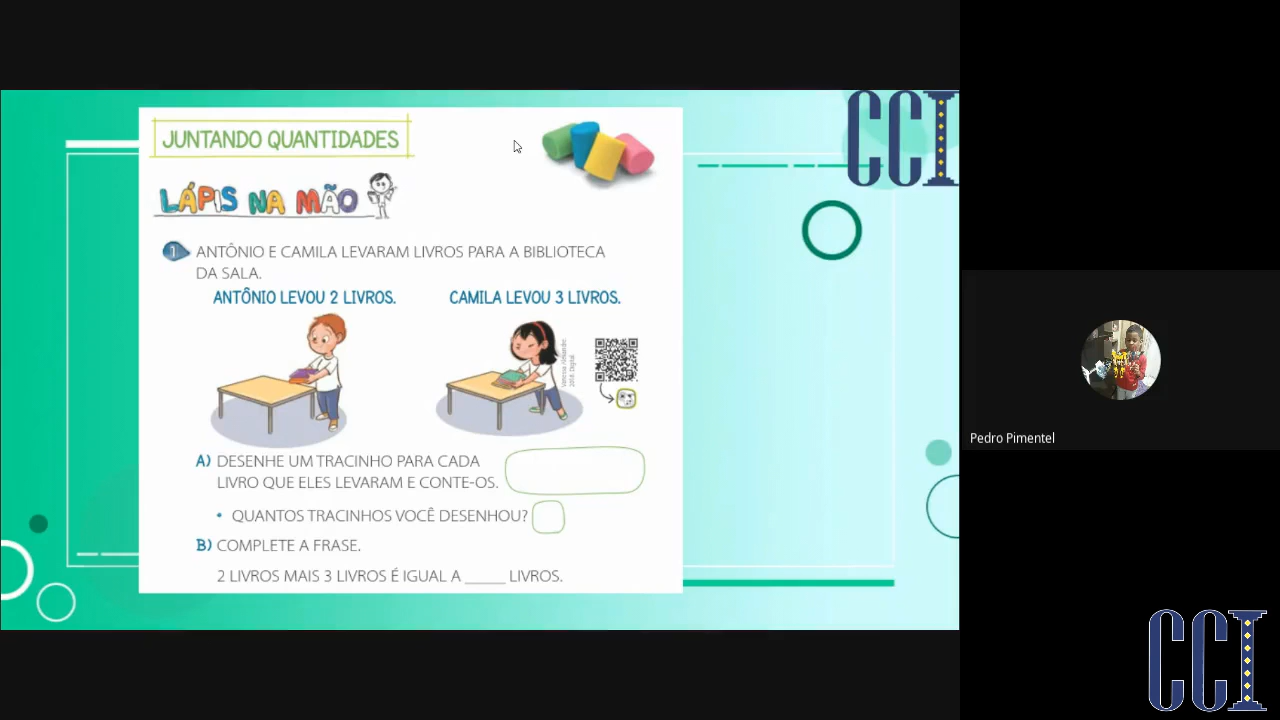 CCI
JUNTANDO QUANTIDADES
LÁPIS NA MÃO
1 ANTÔNIO E CAMILA LEVARAM LIVROS PARA A BIBLIOTECA
DA SALA.
ANTÔNIO LEVOU 2 LIVROS.
CAMILA LEVOU 3 LIVROS.
A) DESENHE UM TRACINHO PARA CADA
LIVRO QUE ELES LEVARAM E CONTE-OS.
• QUANTOS TRACINHOS VOCÊ DESENHOU?
B) COMPLETE A FRASE.
2 LIVROS MAIS 3 LIVROS É IGUAL A _____ LIVROS.
Pedro Pimentel
CCI